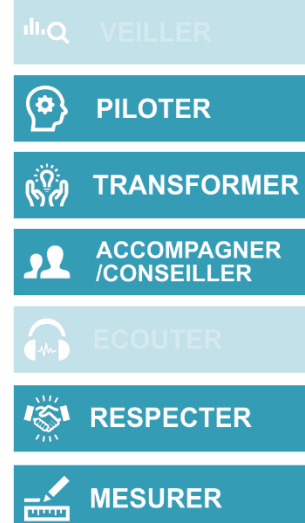 VEILLER
PILOTER
TRANSFORMER
ACCOMPAGNER
/CONSEILLER
ECOUTER
RESPECTER
MESURER